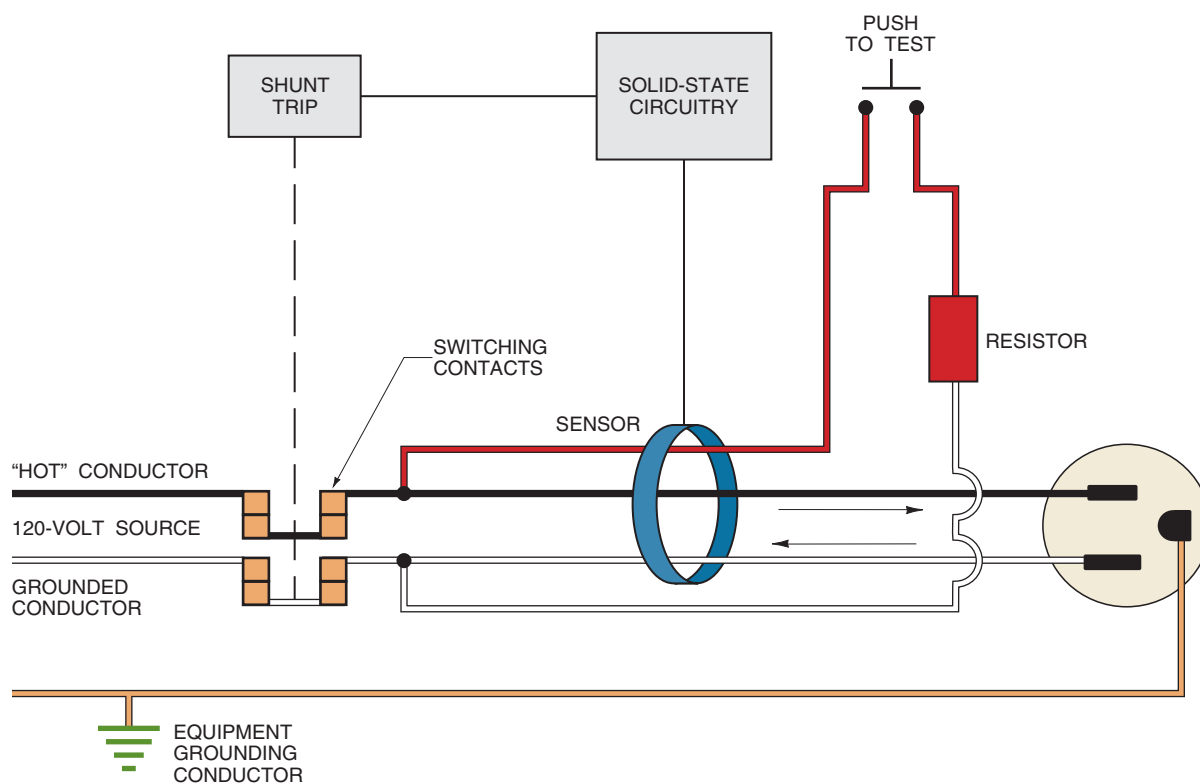 PUSH
TO TEST
SHUNT
TRIP
SOLID-STATE
CIRCUITRY
RESISTOR
SWITCHING
CONTACTS
SENSOR
“HOT” CONDUCTOR
120-VOLT SOURCE
GROUNDED
CONDUCTOR
EQUIPMENT
GROUNDING
CONDUCTOR